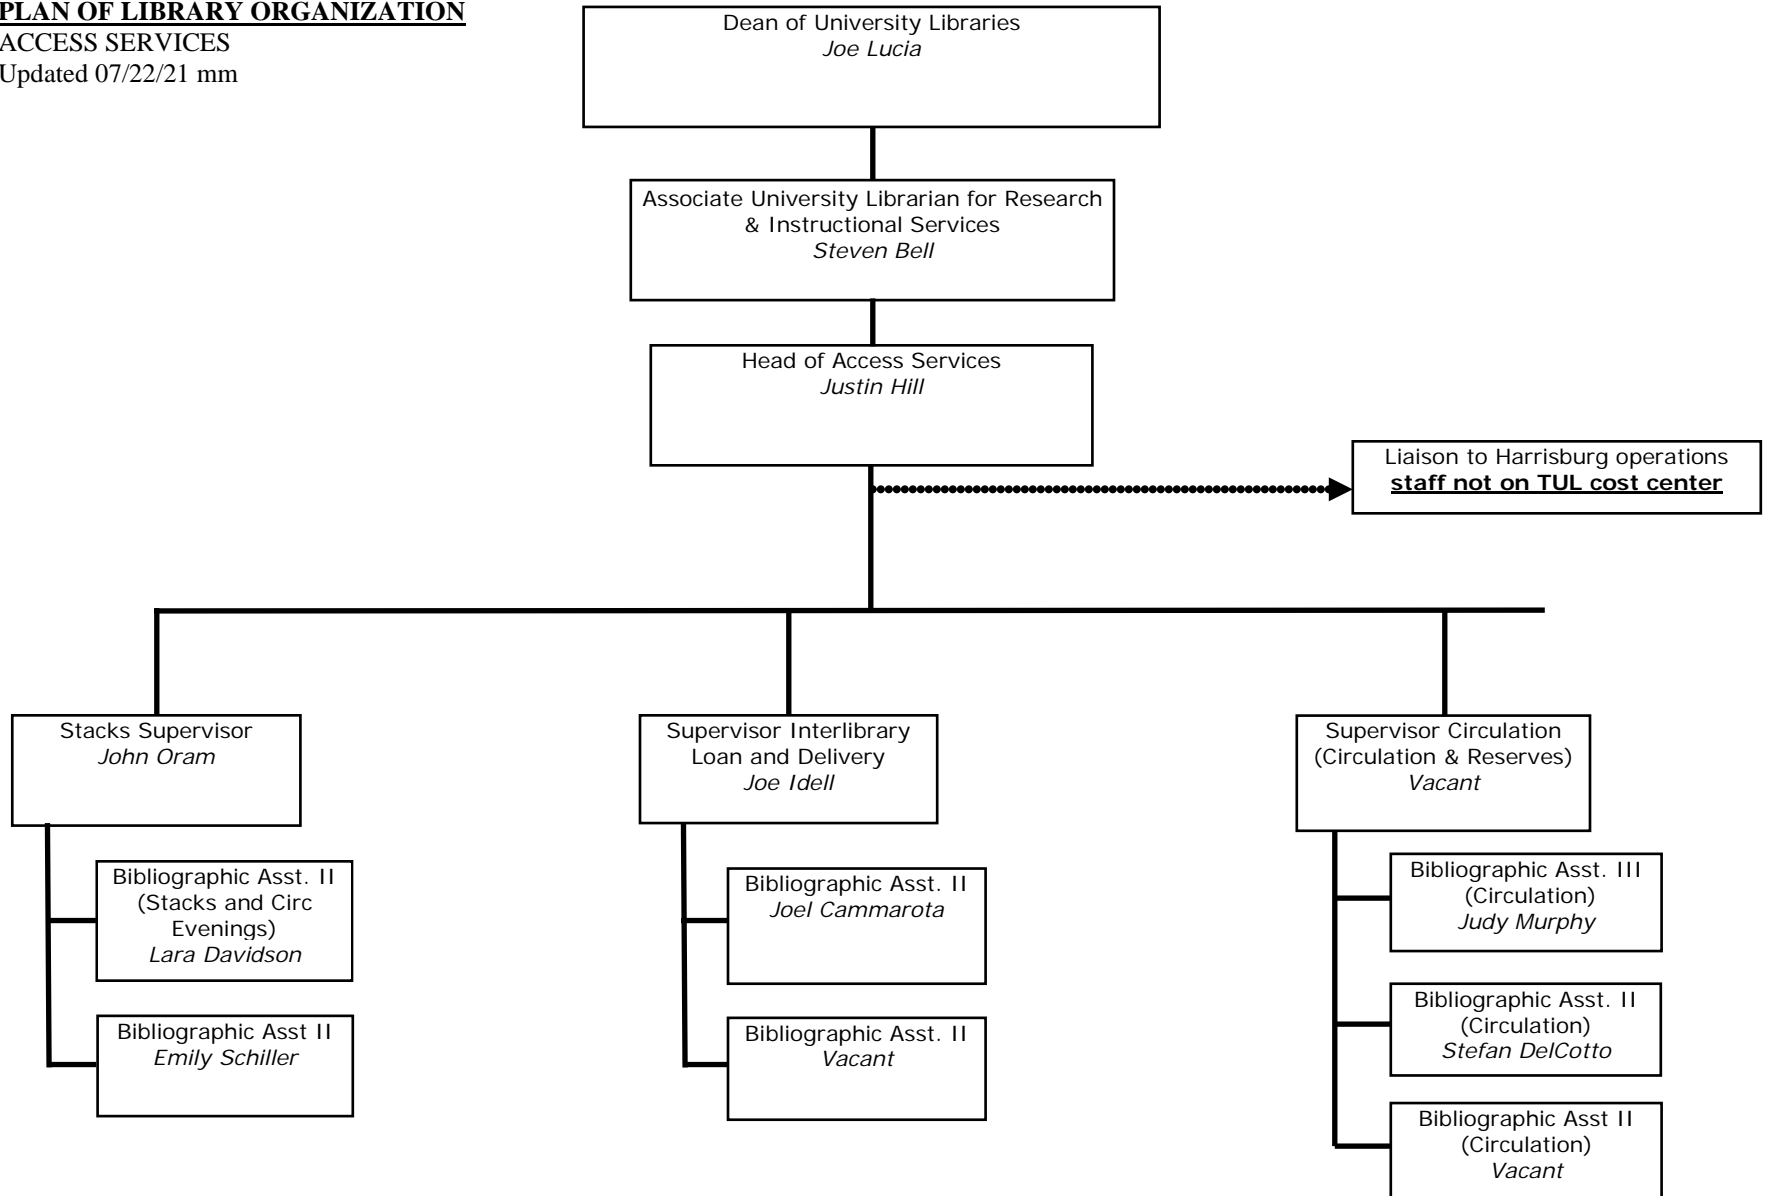 PLAN OF LIBRARY ORGANIZATION
ACCESS SERVICES
Updated 07/22/21 mm
Dean of University Libraries
Joe Lucia
Associate University Librarian for Research
& Instructional Services
Steven Bell
Head of Access Services
Justin Hill
Liaison to Harrisburg operations
staff not on TUL cost center
Stacks Supervisor
John Oram
Bibliographic Asst. II
(Stacks and Circ
Evenings)
Lara Davidson
Bibliographic Asst II
Emily Schiller
Supervisor Interlibrary
Loan and Delivery
Joe Idell
Bibliographic Asst. II
Joel Cammarota
Bibliographic Asst. II
Vacant
Supervisor Circulation
(Circulation & Reserves)
Vacant
Bibliographic Asst. III
(Circulation)
Judy Murphy
Bibliographic Asst. II
(Circulation)
Stefan DelCotto
Bibliographic Asst II
(Circulation)
Vacant